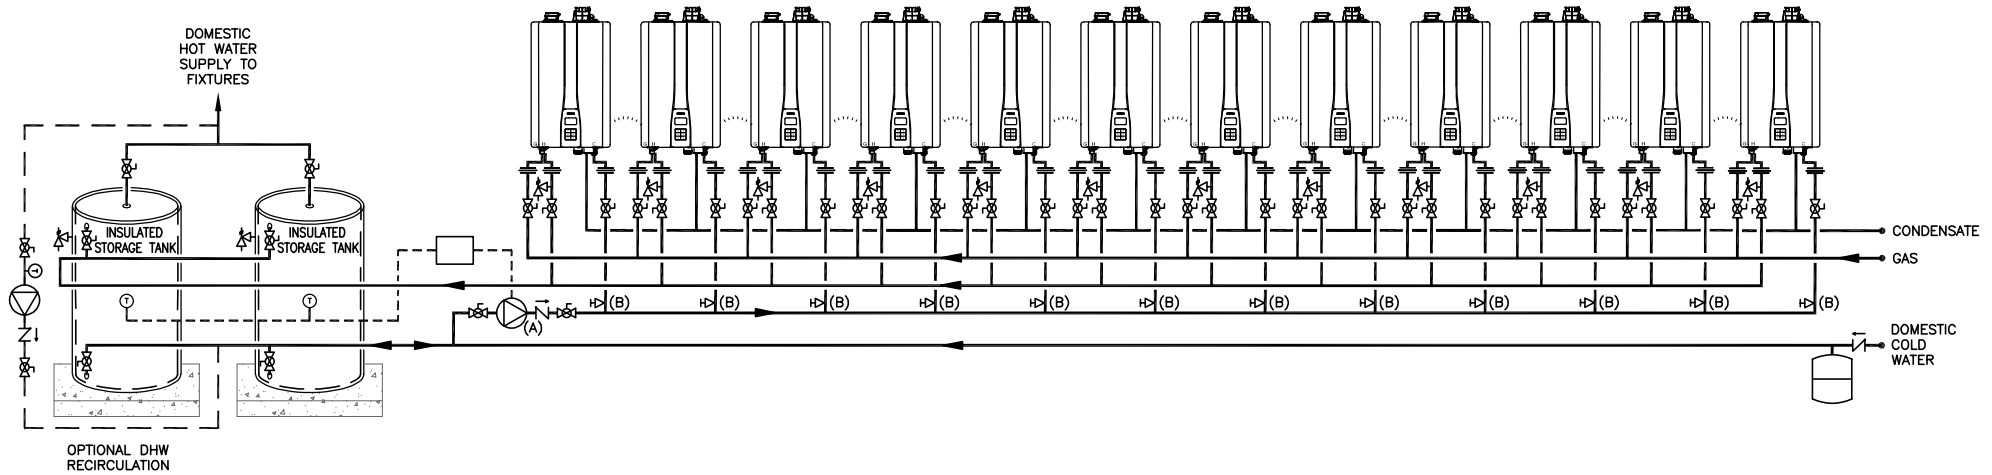 DOMESTIC
HOT WATER
SUPPLY TO
FIXTURES
INSULATED
STORAGE TANK
INSULATED
STORAGE TANK
T
T
T
(A)
(B)
(B)
(B)
(B)
(B)
(B)
(B)
(B)
(B)
(B)
(B)
(B)
CONDENSATE
GAS
DOMESTIC
COLD
WATER
OPTIONAL DHW
RECIRCULATION